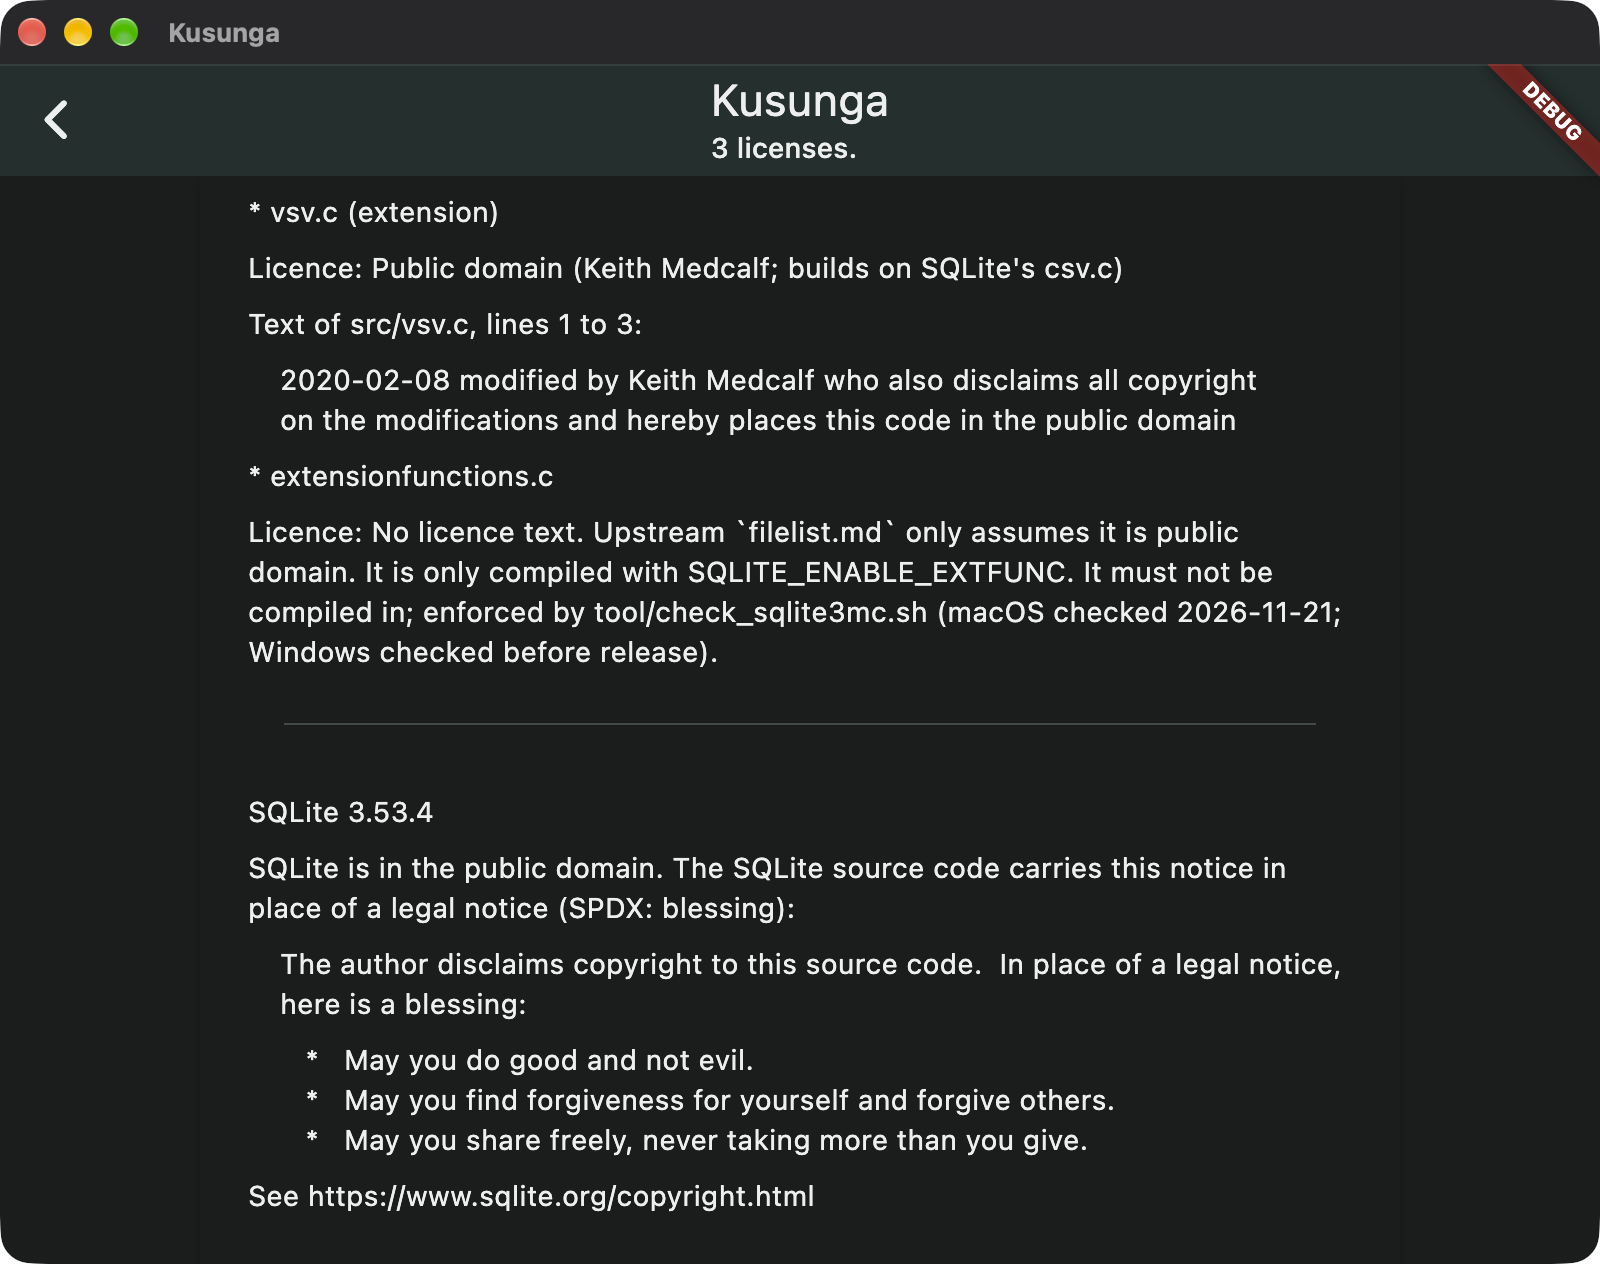 Kusunga
Kusunga
3 licenses.
DEBUG
* vsv.c (extension)
Licence: Public domain (Keith Medcalf; builds on SQLite's csv.c)
Text of src/vsv.c, lines 1 to 3:
2020-02-08 modified by Keith Medcalf who also disclaims all copyright
on the modifications and hereby places this code in the public domain
* extensionfunctions.c
Licence: No licence text. Upstream `filelist.md` only assumes it is public
domain. It is only compiled with SQLITE_ENABLE_EXTFUNC. It must not be
compiled in; enforced by tool/check_sqlite3mc.sh (macOS checked 2026-11-21;
Windows checked before release).
SQLite 3.53.4
SQLite is in the public domain. The SQLite source code carries this notice in
place of a legal notice (SPDX: blessing):
The author disclaims copyright to this source code.  In place of a legal notice,
here is a blessing:
*   May you do good and not evil.
*   May you find forgiveness for yourself and forgive others.
*   May you share freely, never taking more than you give.
See https://www.sqlite.org/copyright.html